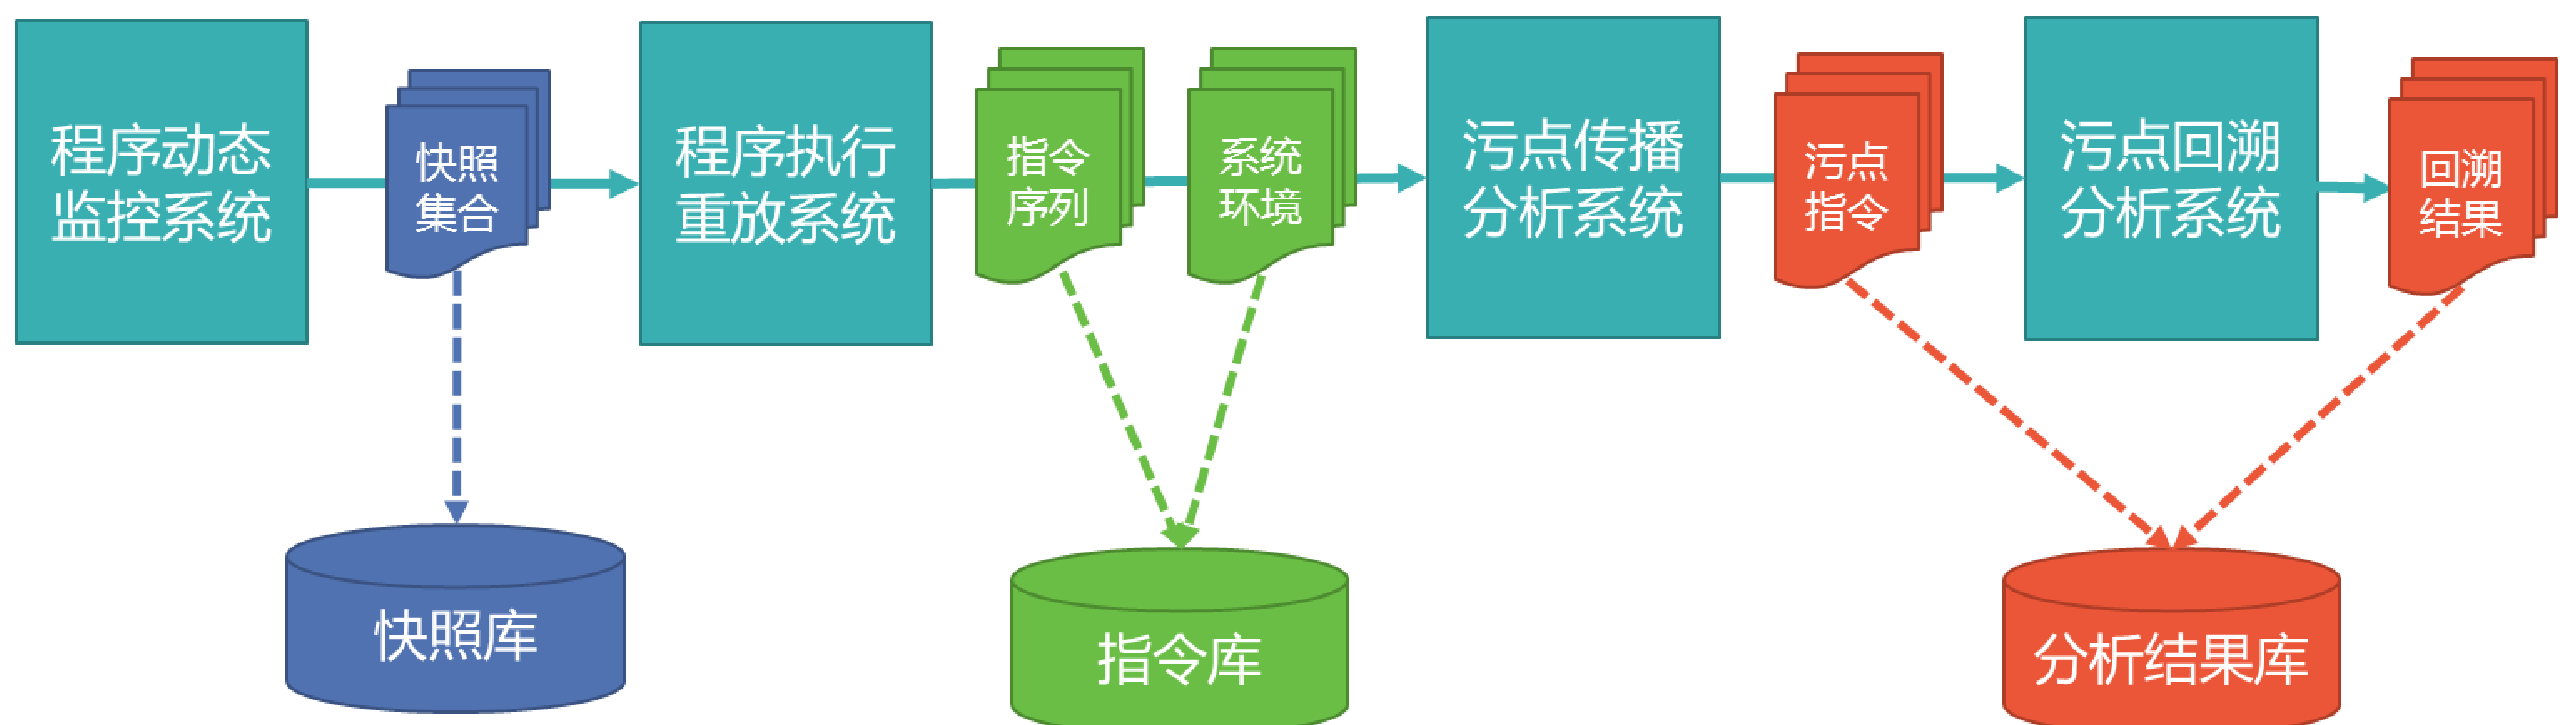 程序动态
监控系统
快照
集合
程序执行
重放系统
指令
序列
系统
环境
污点传播
分析系统
污点
指令
污点回溯
分析系统
回溯
结果
快照库
指令库
分析结果库